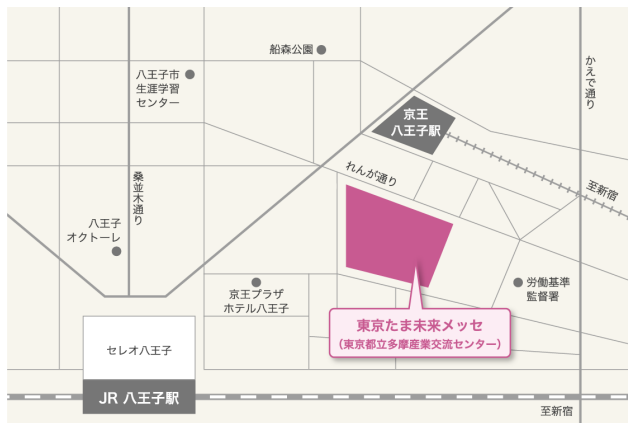 船森公園
八王子市
生涯学習
センター
かえで通り
京王
八王子駅
れんが通り
至新宿
桑並木通り
八王子
オクトーレ
京王プラザ
ホテル八王子
労働基準
監督署
東京たま未来メッセ
（東京都立多摩産業交流センター）
セレオ八王子
JR 八王子駅
至新宿